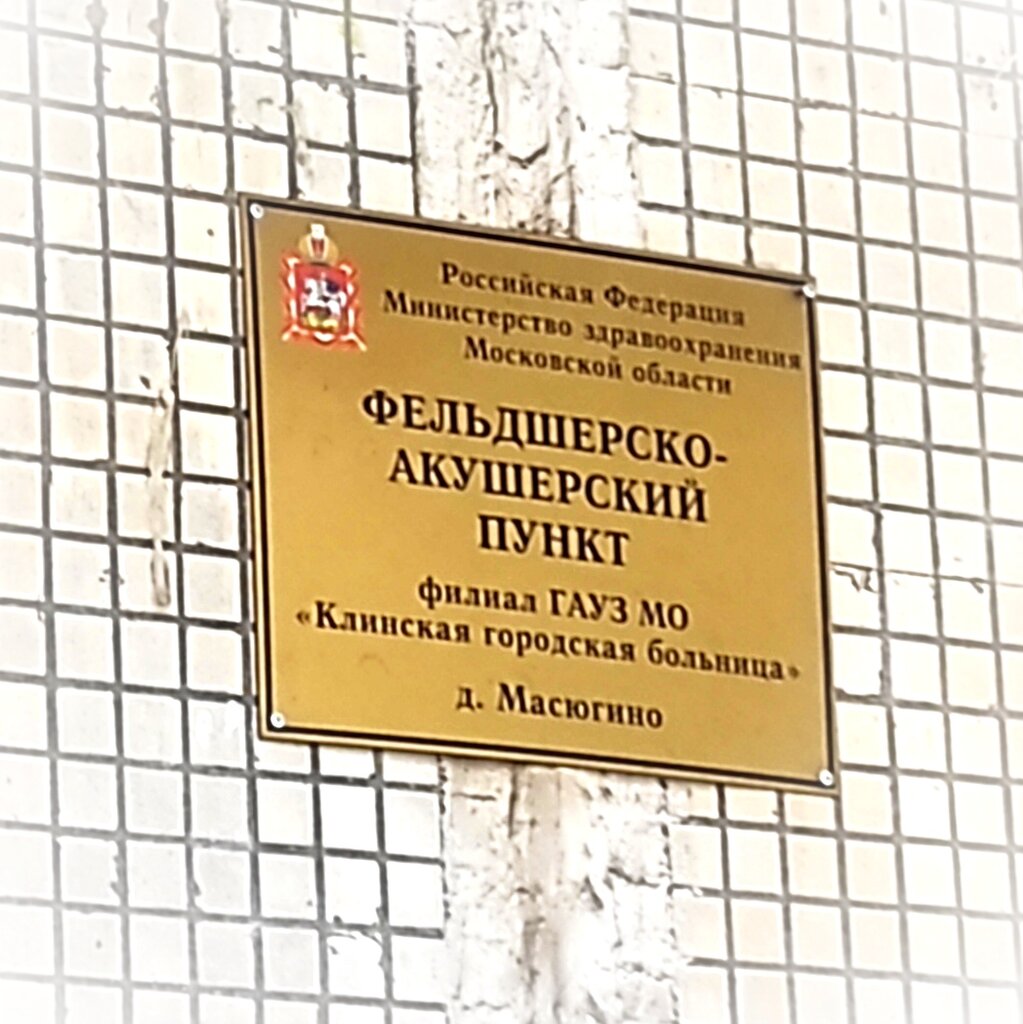 Российская Федерация
Министерство здравоохранения
Московской области
ФЕЛЬДШЕРСКО-
АКУШЕРСКИЙ
ПУНКТ
филиал ГАУЗ МО
«Клинская городская больница»
д. Масюгино